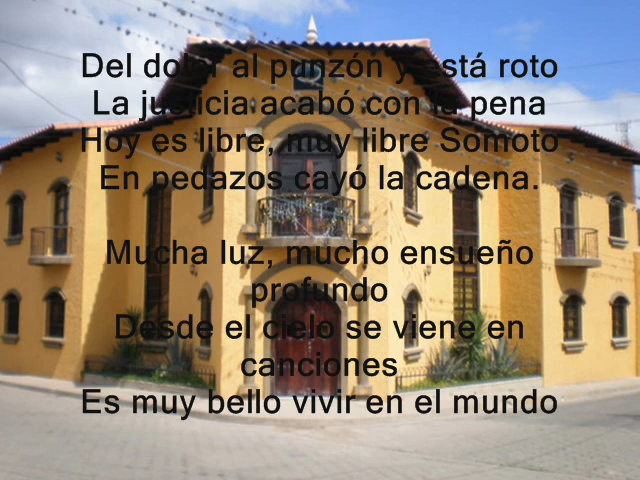 Del dolor al punzón y está roto
La justicia acabó con la pena
Hoy es libre, muy libre Somoto
En pedazos cayó la cadena.
Mucha luz, mucho ensueño
profundo
Desde el cielo se viene en
canciones
Es muy bello vivir en el mundo